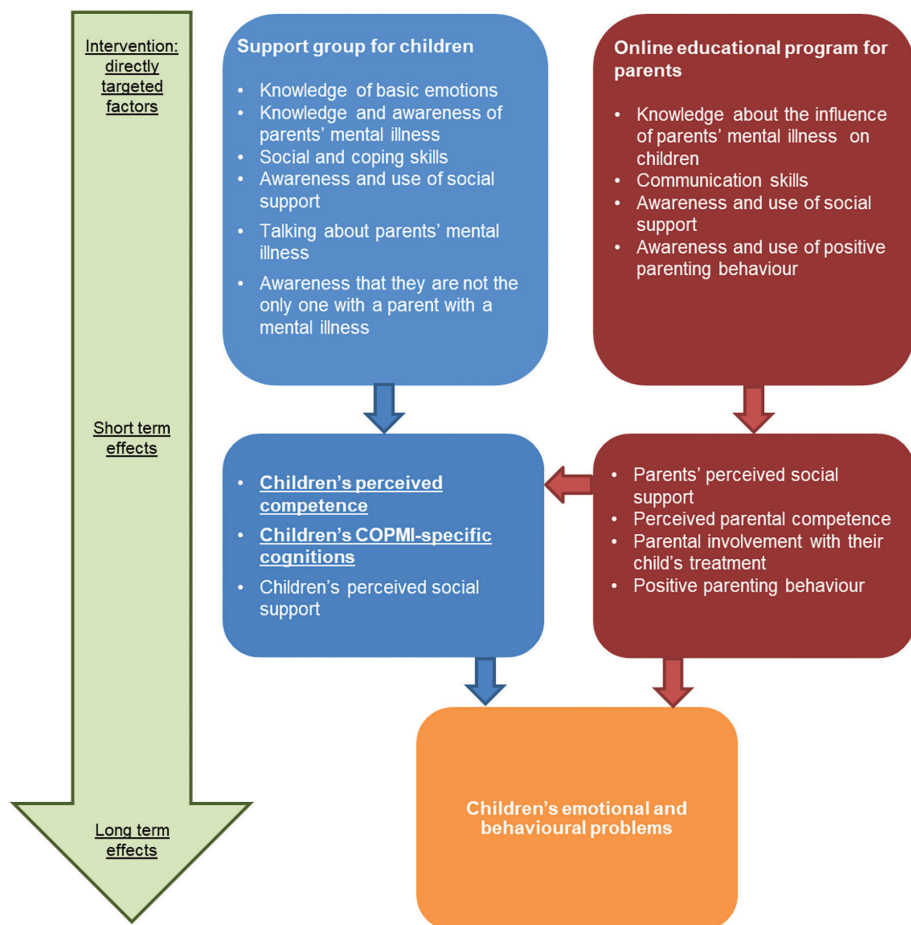 Intervention:
directly
targeted
factors
Support group for children
• Knowledge of basic emotions
• Knowledge and awareness of
parents’ mental illness
• Social and coping skills
• Awareness and use of social
support
• Talking about parents’ mental
illness
• Awareness that they are not the
only one with a parent with a
mental illness
Online educational program for
parents
• Knowledge about the influence
of parents’ mental illness on
children
• Communication skills
• Awareness and use of social
support
• Awareness and use of positive
parenting behaviour
Short term
effects
• Children’s perceived
competence
• Children’s COPMI-specific
cognitions
• Children’s perceived social
support
• Parents’ perceived social
support
• Perceived parental competence
• Parental involvement with their
child’s treatment
• Positive parenting behaviour
Long term
effects
Children’s emotional and
behavioural problems